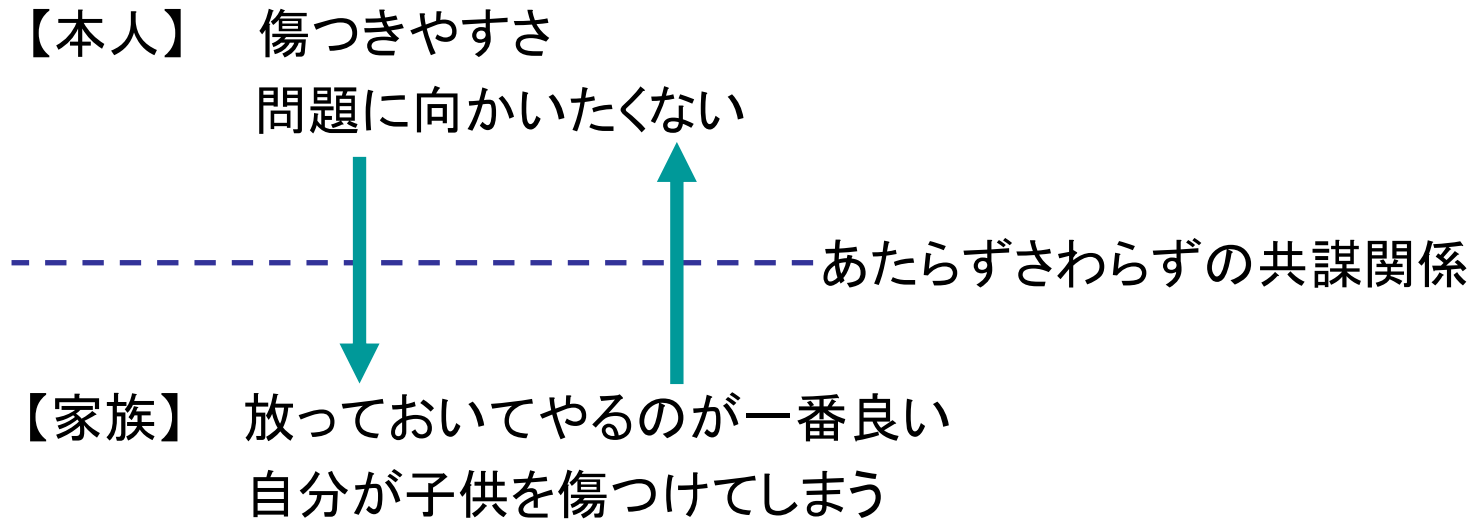 【本人】 傷つきやすさ
問題に向かいたくない
あたらずさわらずの共謀関係
【家族】 放っておいてやるのが一番良い
自分が子供を傷つけてしまう